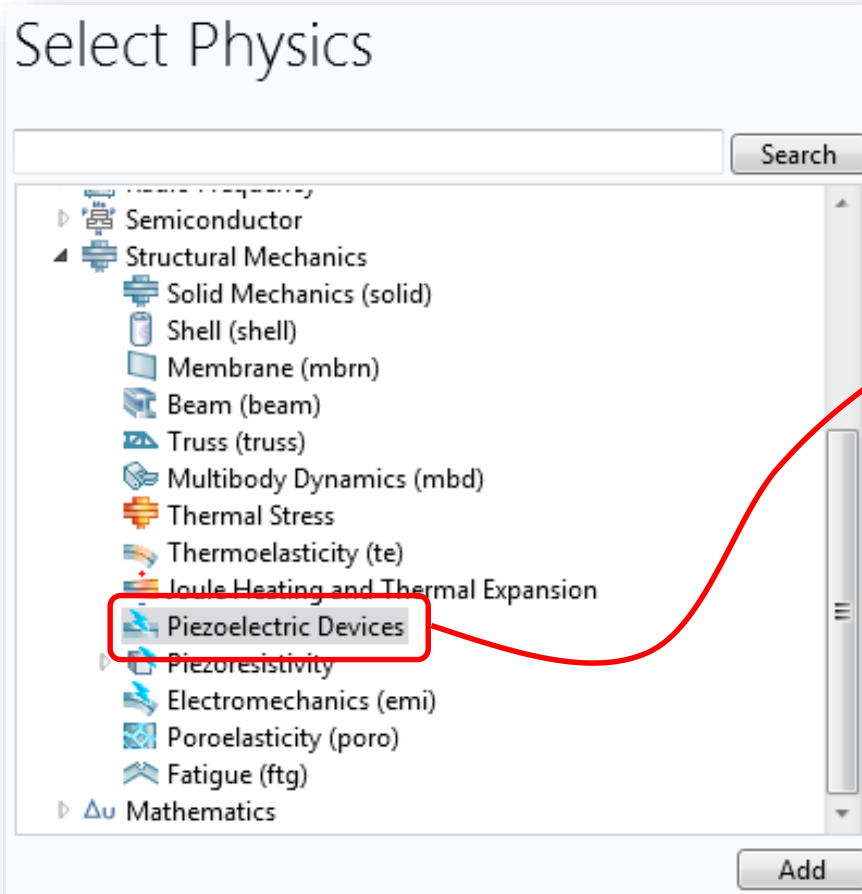 Select Physics
Search
Semiconductor
Structural Mechanics
Solid Mechanics (solid)
Shell (shell)
Membrane (mbrn)
Beam (beam)
Truss (truss)
Multibody Dynamics (mbd)
Thermal Stress
Thermoelasticity (te)
Joule Heating and Thermal Expansion
Piezoelectric Devices
Piezoresistivity
Electromechanics (emi)
Poroelasticity (poro)
Fatigue (ftg)
Δu Mathematics
Add